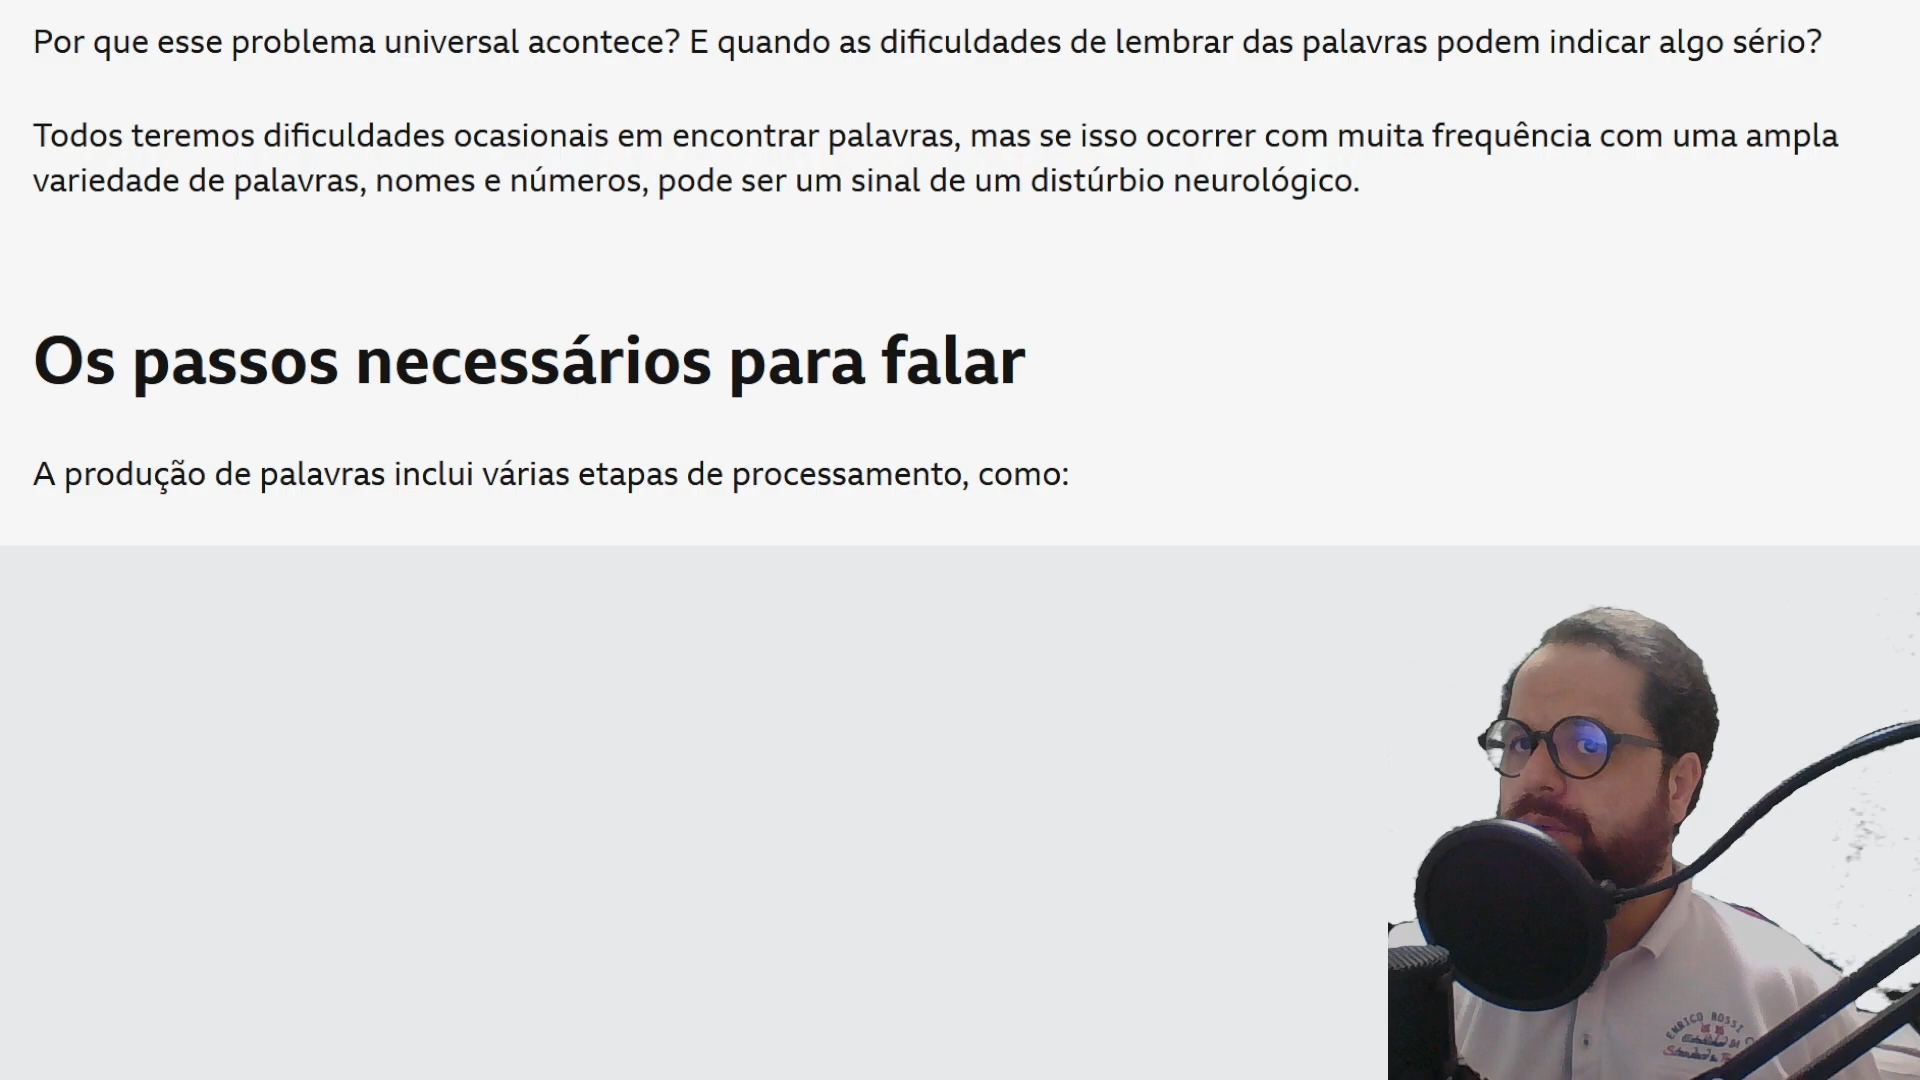 Por que esse problema universal acontece? E quando as dificuldades de lembrar das palavras podem indicar algo sério?
Todos teremos dificuldades ocasionais em encontrar palavras, mas se isso ocorrer com muita frequência com uma ampla
variedade de palavras, nomes e números, pode ser um sinal de um distúrbio neurológico.
Os passos necessários para falar
A produção de palavras inclui várias etapas de processamento, como:
ENRICO ROSSI